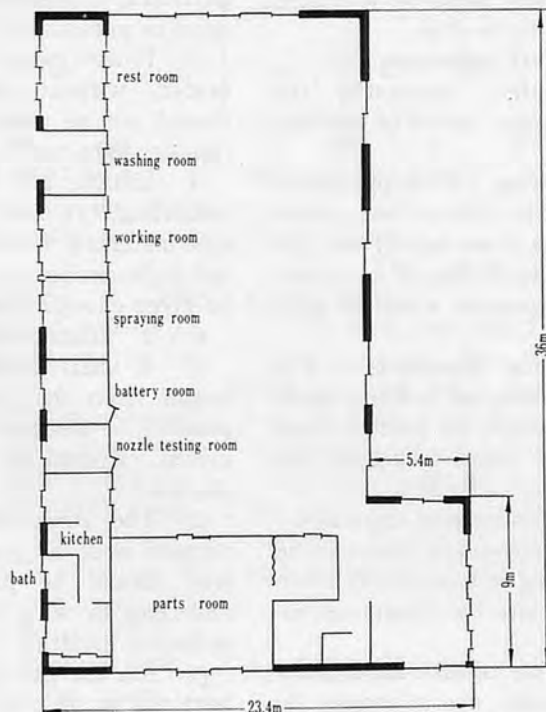 rest room
washing room
working room
spraying room
battery room
nozzle testing room
kitchen
bath
parts room
36m
5.4m
9m
23.4m